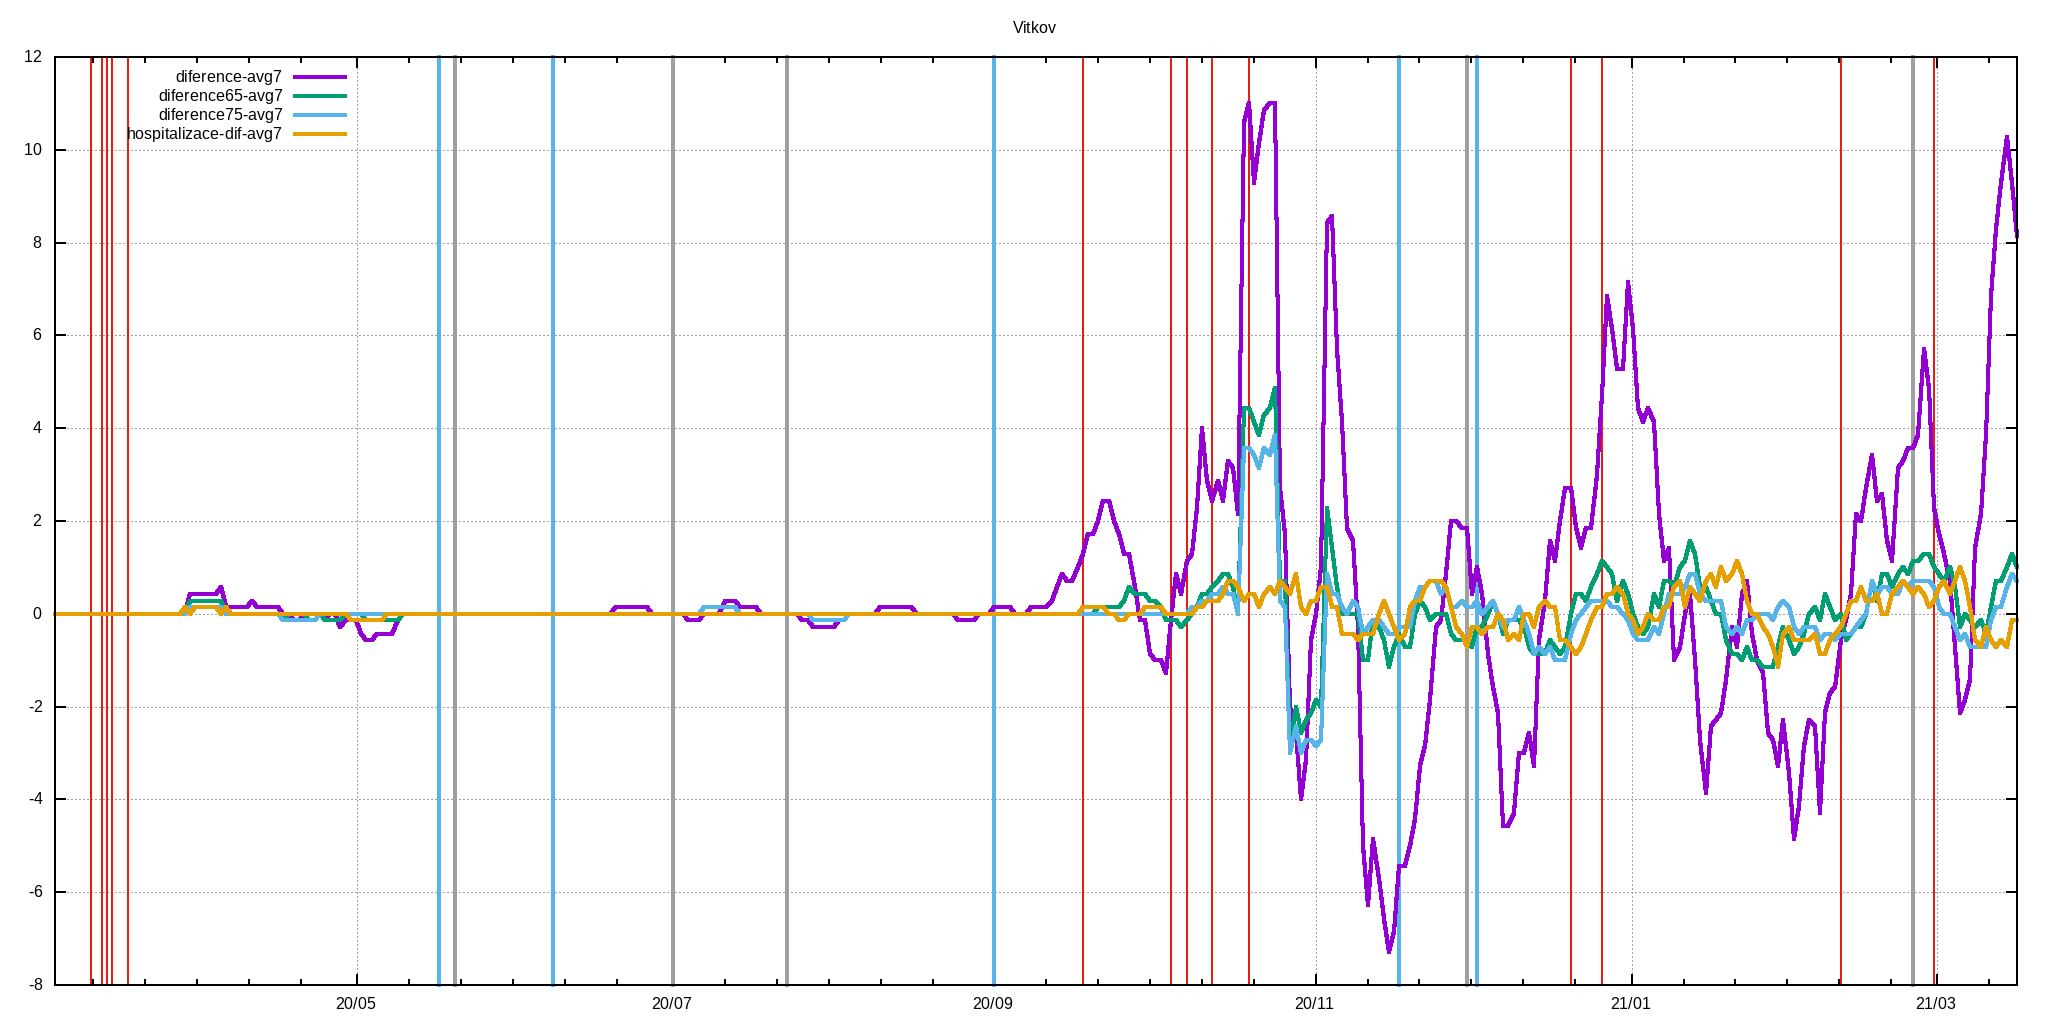 Vitkov
diference-avg7
diference65-avg7
diference75-avg7
hospitalizace-dif-avg7
12
10
8
6
4
2
0
-2
-4
-6
-8
20/05 20/07 20/09 20/11 21/01 21/03